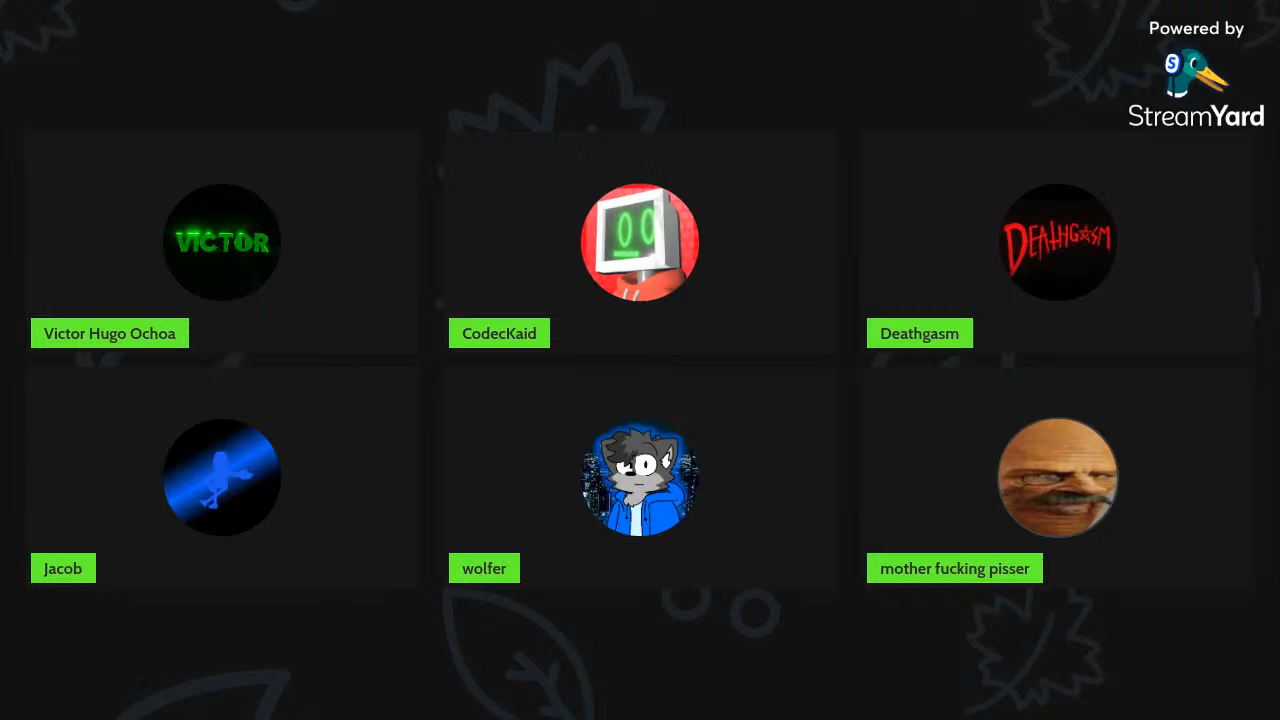 Powered by
S
StreamYard
VICTOR
DEATHGASM
Victor Hugo Ochoa
CodecKaid
Deathgasm
Jacob
wolfer
mother fucking pisser